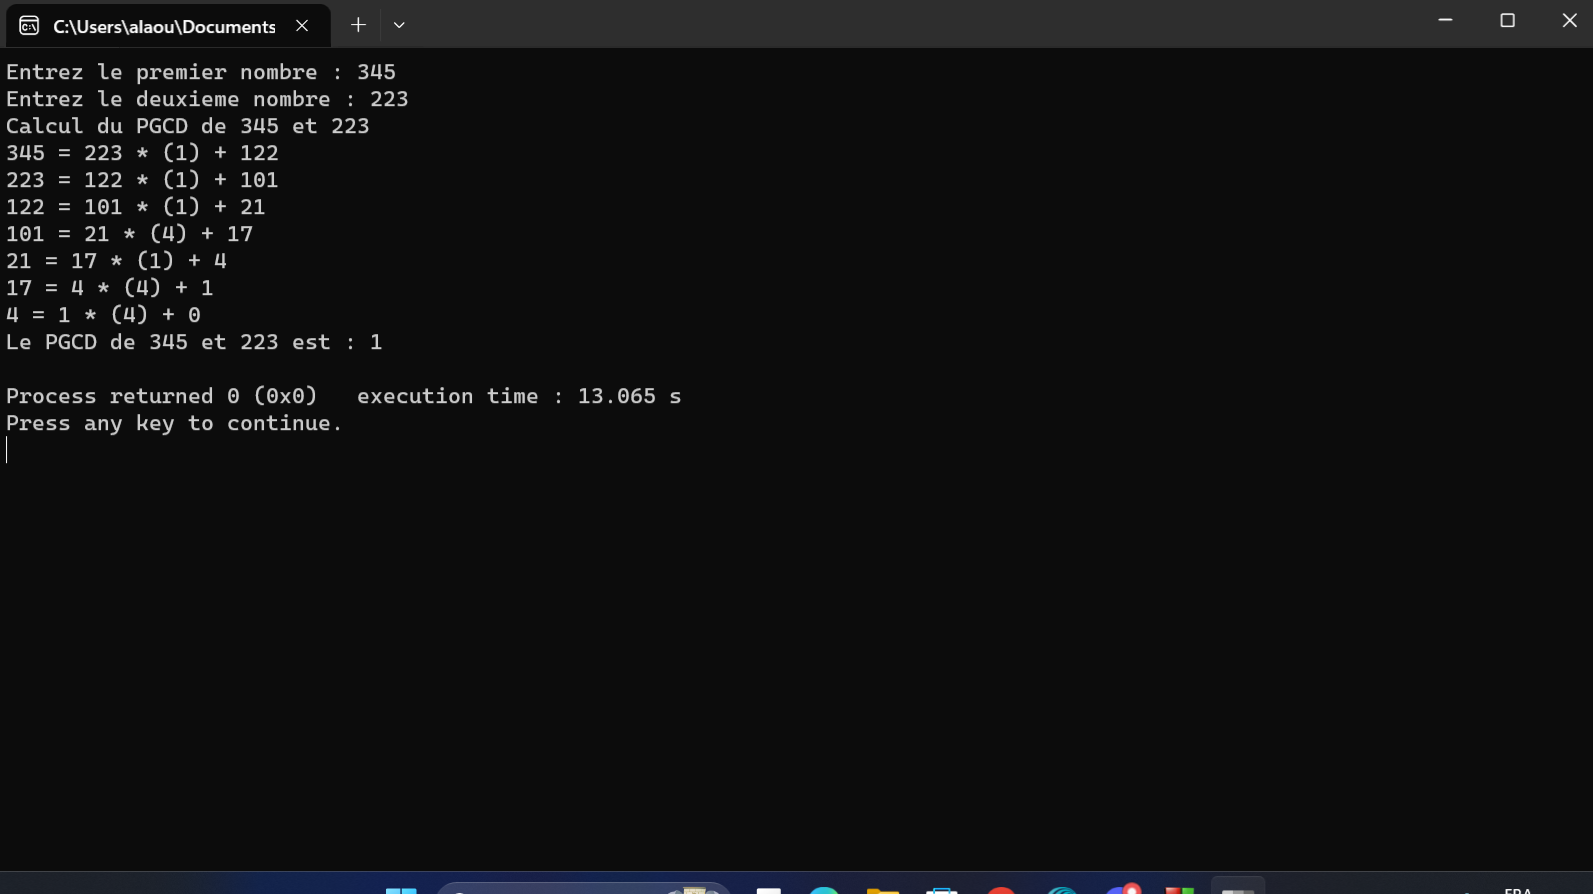 C:\Users\alaou\Documents
Entrez le premier nombre : 345
Entrez le deuxieme nombre : 223
Calcul du PGCD de 345 et 223
345 = 223 * (1) + 122
223 = 122 * (1) + 101
122 = 101 * (1) + 21
101 = 21 * (4) + 17
21 = 17 * (1) + 4
17 = 4 * (4) + 1
4 = 1 * (4) + 0
Le PGCD de 345 et 223 est : 1
Process returned 0 (0x0)   execution time : 13.065 s
Press any key to continue.